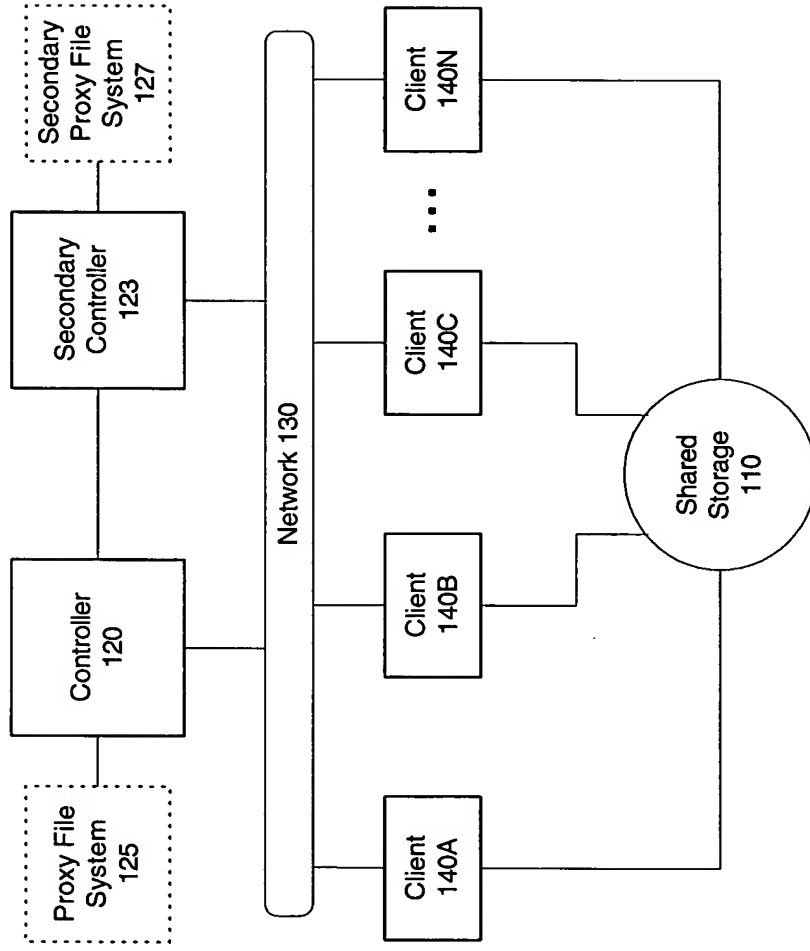 Proxy File
System
125
Controller
120
Secondary
Controller
123
Secondary
Proxy File
System
127
Network 130
Client
140A
Client
140B
Client
140C
...
Client
140N
Shared
Storage
110